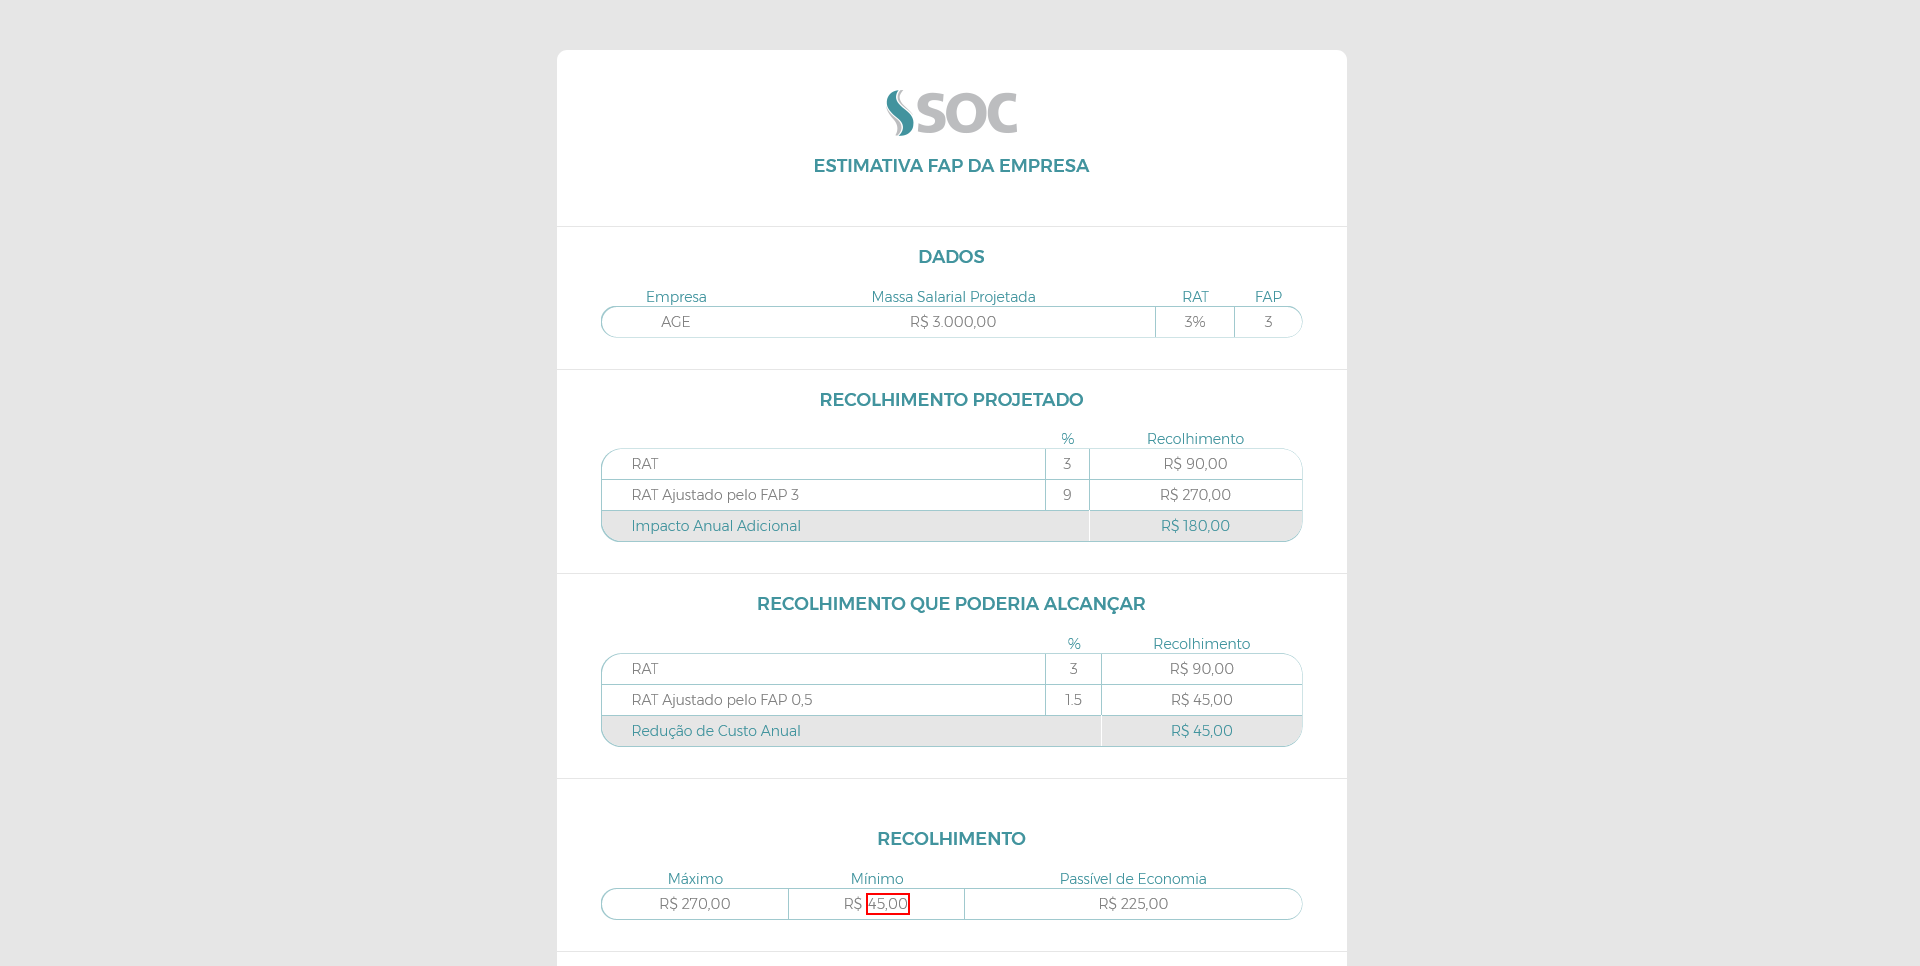 SOC
ESTIMATIVA FAP DA EMPRESA
DADOS
Empresa Massa Salarial Projetada RAT FAP
AGE R$ 3.000,00 3% 3
RECOLHIMENTO PROJETADO
% Recolhimento
RAT 3 R$ 90,00
RAT Ajustado pelo FAP 3 9 R$ 270,00
Impacto Anual Adicional R$ 180,00
RECOLHIMENTO QUE PODERIA ALCANÇAR
% Recolhimento
RAT 3 R$ 90,00
RAT Ajustado pelo FAP 0,5 1.5 R$ 45,00
Redução de Custo Anual R$ 45,00
RECOLHIMENTO
Máximo Mínimo Passível de Economia
R$ 270,00 R$ 45,00 R$ 225,00